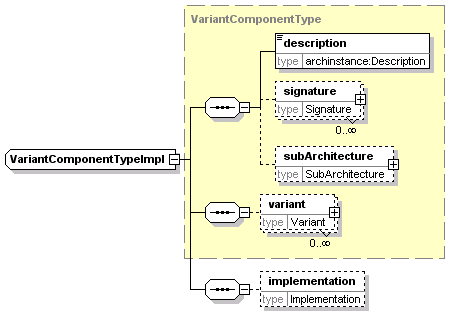 VariantComponentType
description
type archinstance:Description
signature
type Signature
0..∞
VariantComponentTypeImpl
subArchitecture
type SubArchitecture
variant
type Variant
0..∞
implementation
type Implementation